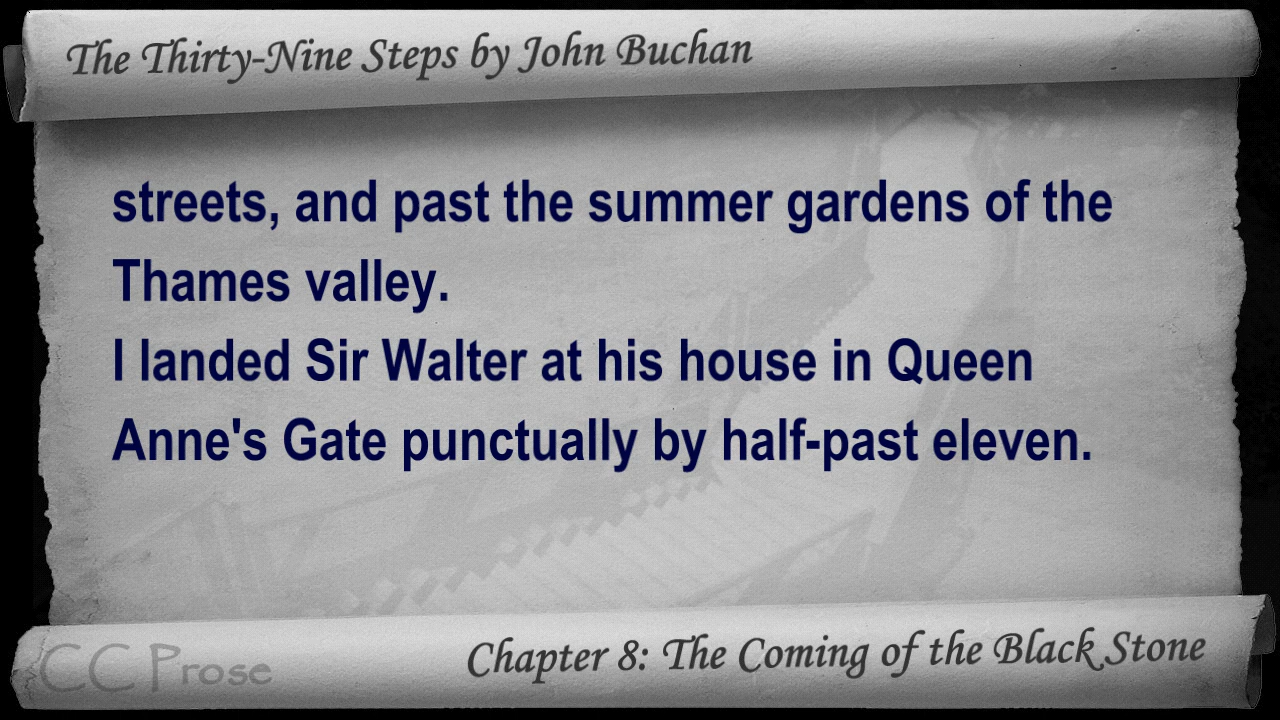 The Thirty-Nine Steps by John Buchan
streets, and past the summer gardens of the
Thames valley.
I landed Sir Walter at his house in Queen
Anne's Gate punctually by half-past eleven.
CC Prose
Chapter 8: The Coming of the Black Stone